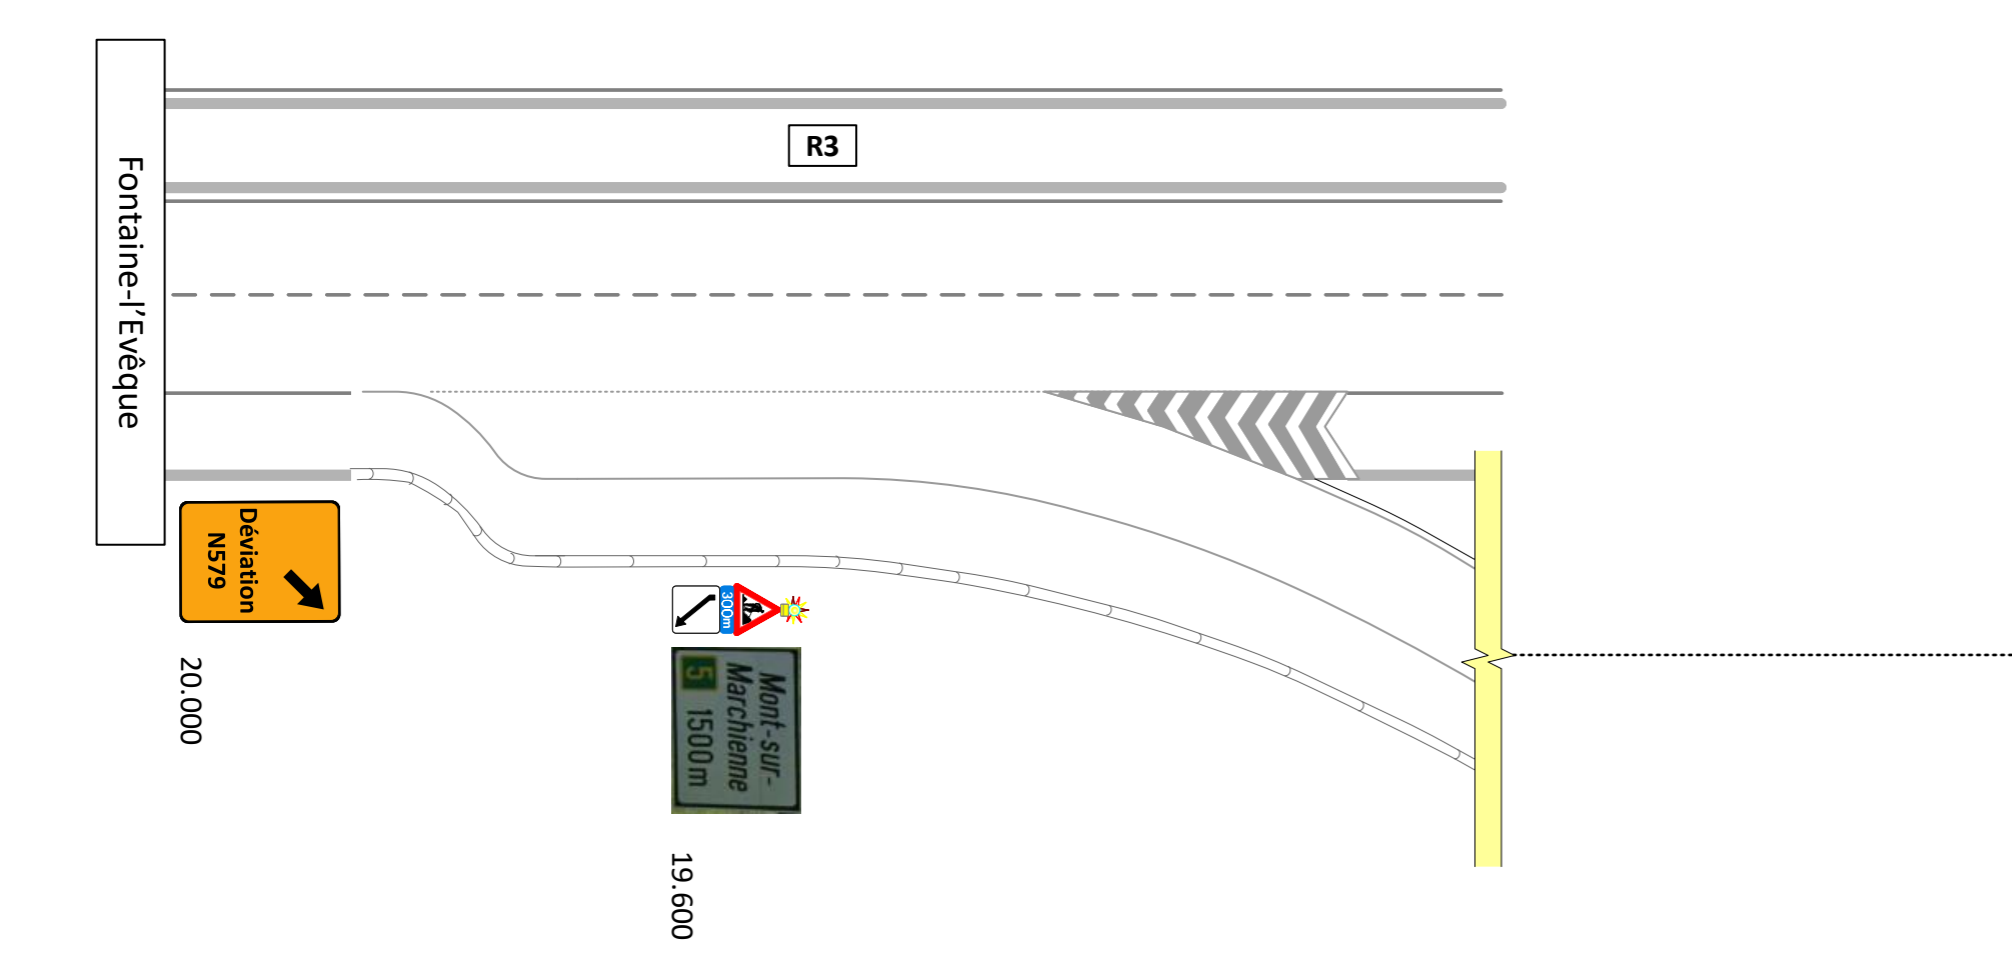 Fontaine-l’Evêque
R3
Déviation
N579
20.000
300m
Mont-sur-
Marchienne
5 1500m
19.600